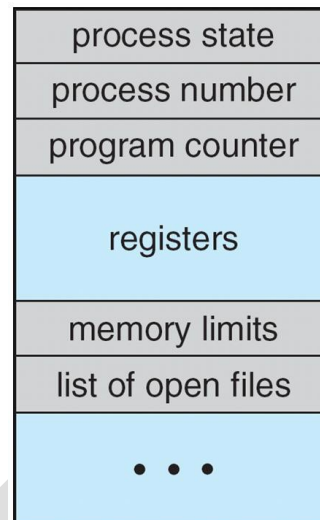 process state
process number
program counter
registers
memory limits
list of open files
• • •